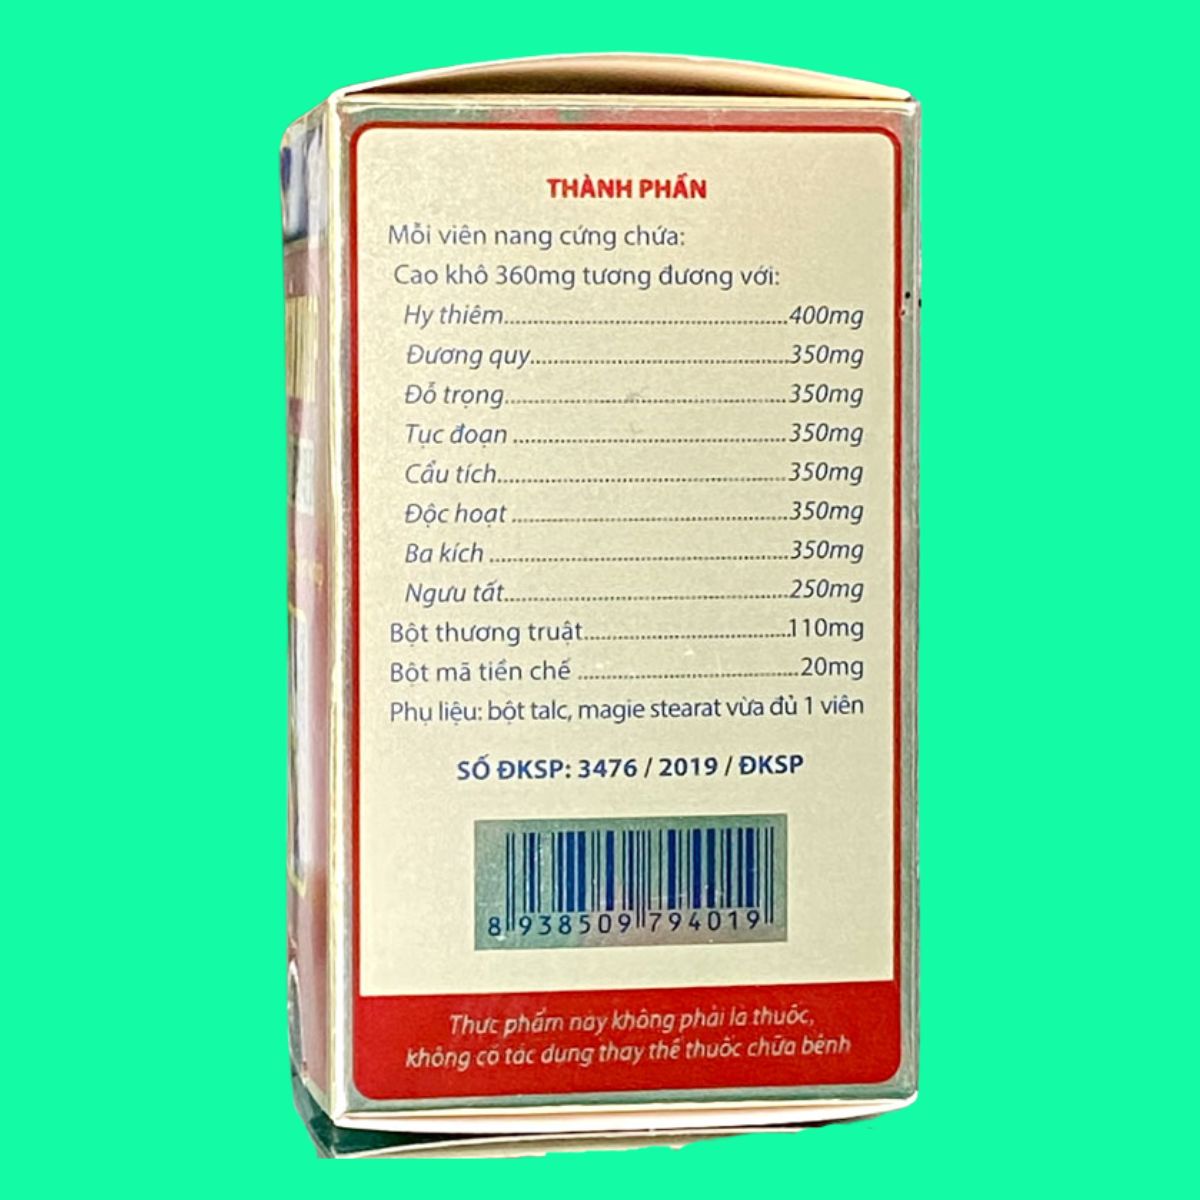 THÀNH PHẦN
Mỗi viên nang cứng chứa:
Cao khô 360mg tương đương với:
Hy thiêm........................................400mg
Đương quy........................................350mg
Đỗ trọng........................................350mg
Tục đoạn ........................................350mg
Cẩu tích........................................350mg
Độc hoạt ........................................350mg
Ba kích ........................................350mg
Ngưu tất........................................250mg
Bột thương truật..............................110mg
Bột mã tiền chế ..............................20mg
Phụ liệu: bột talc, magie stearat vừa đủ 1 viên
SỐ ĐKSP: 3476 / 2019 / ĐKSP
8 938509 794019
Thực phẩm này không phải là thuốc,
không có tác dụng thay thế thuốc chữa bệnh